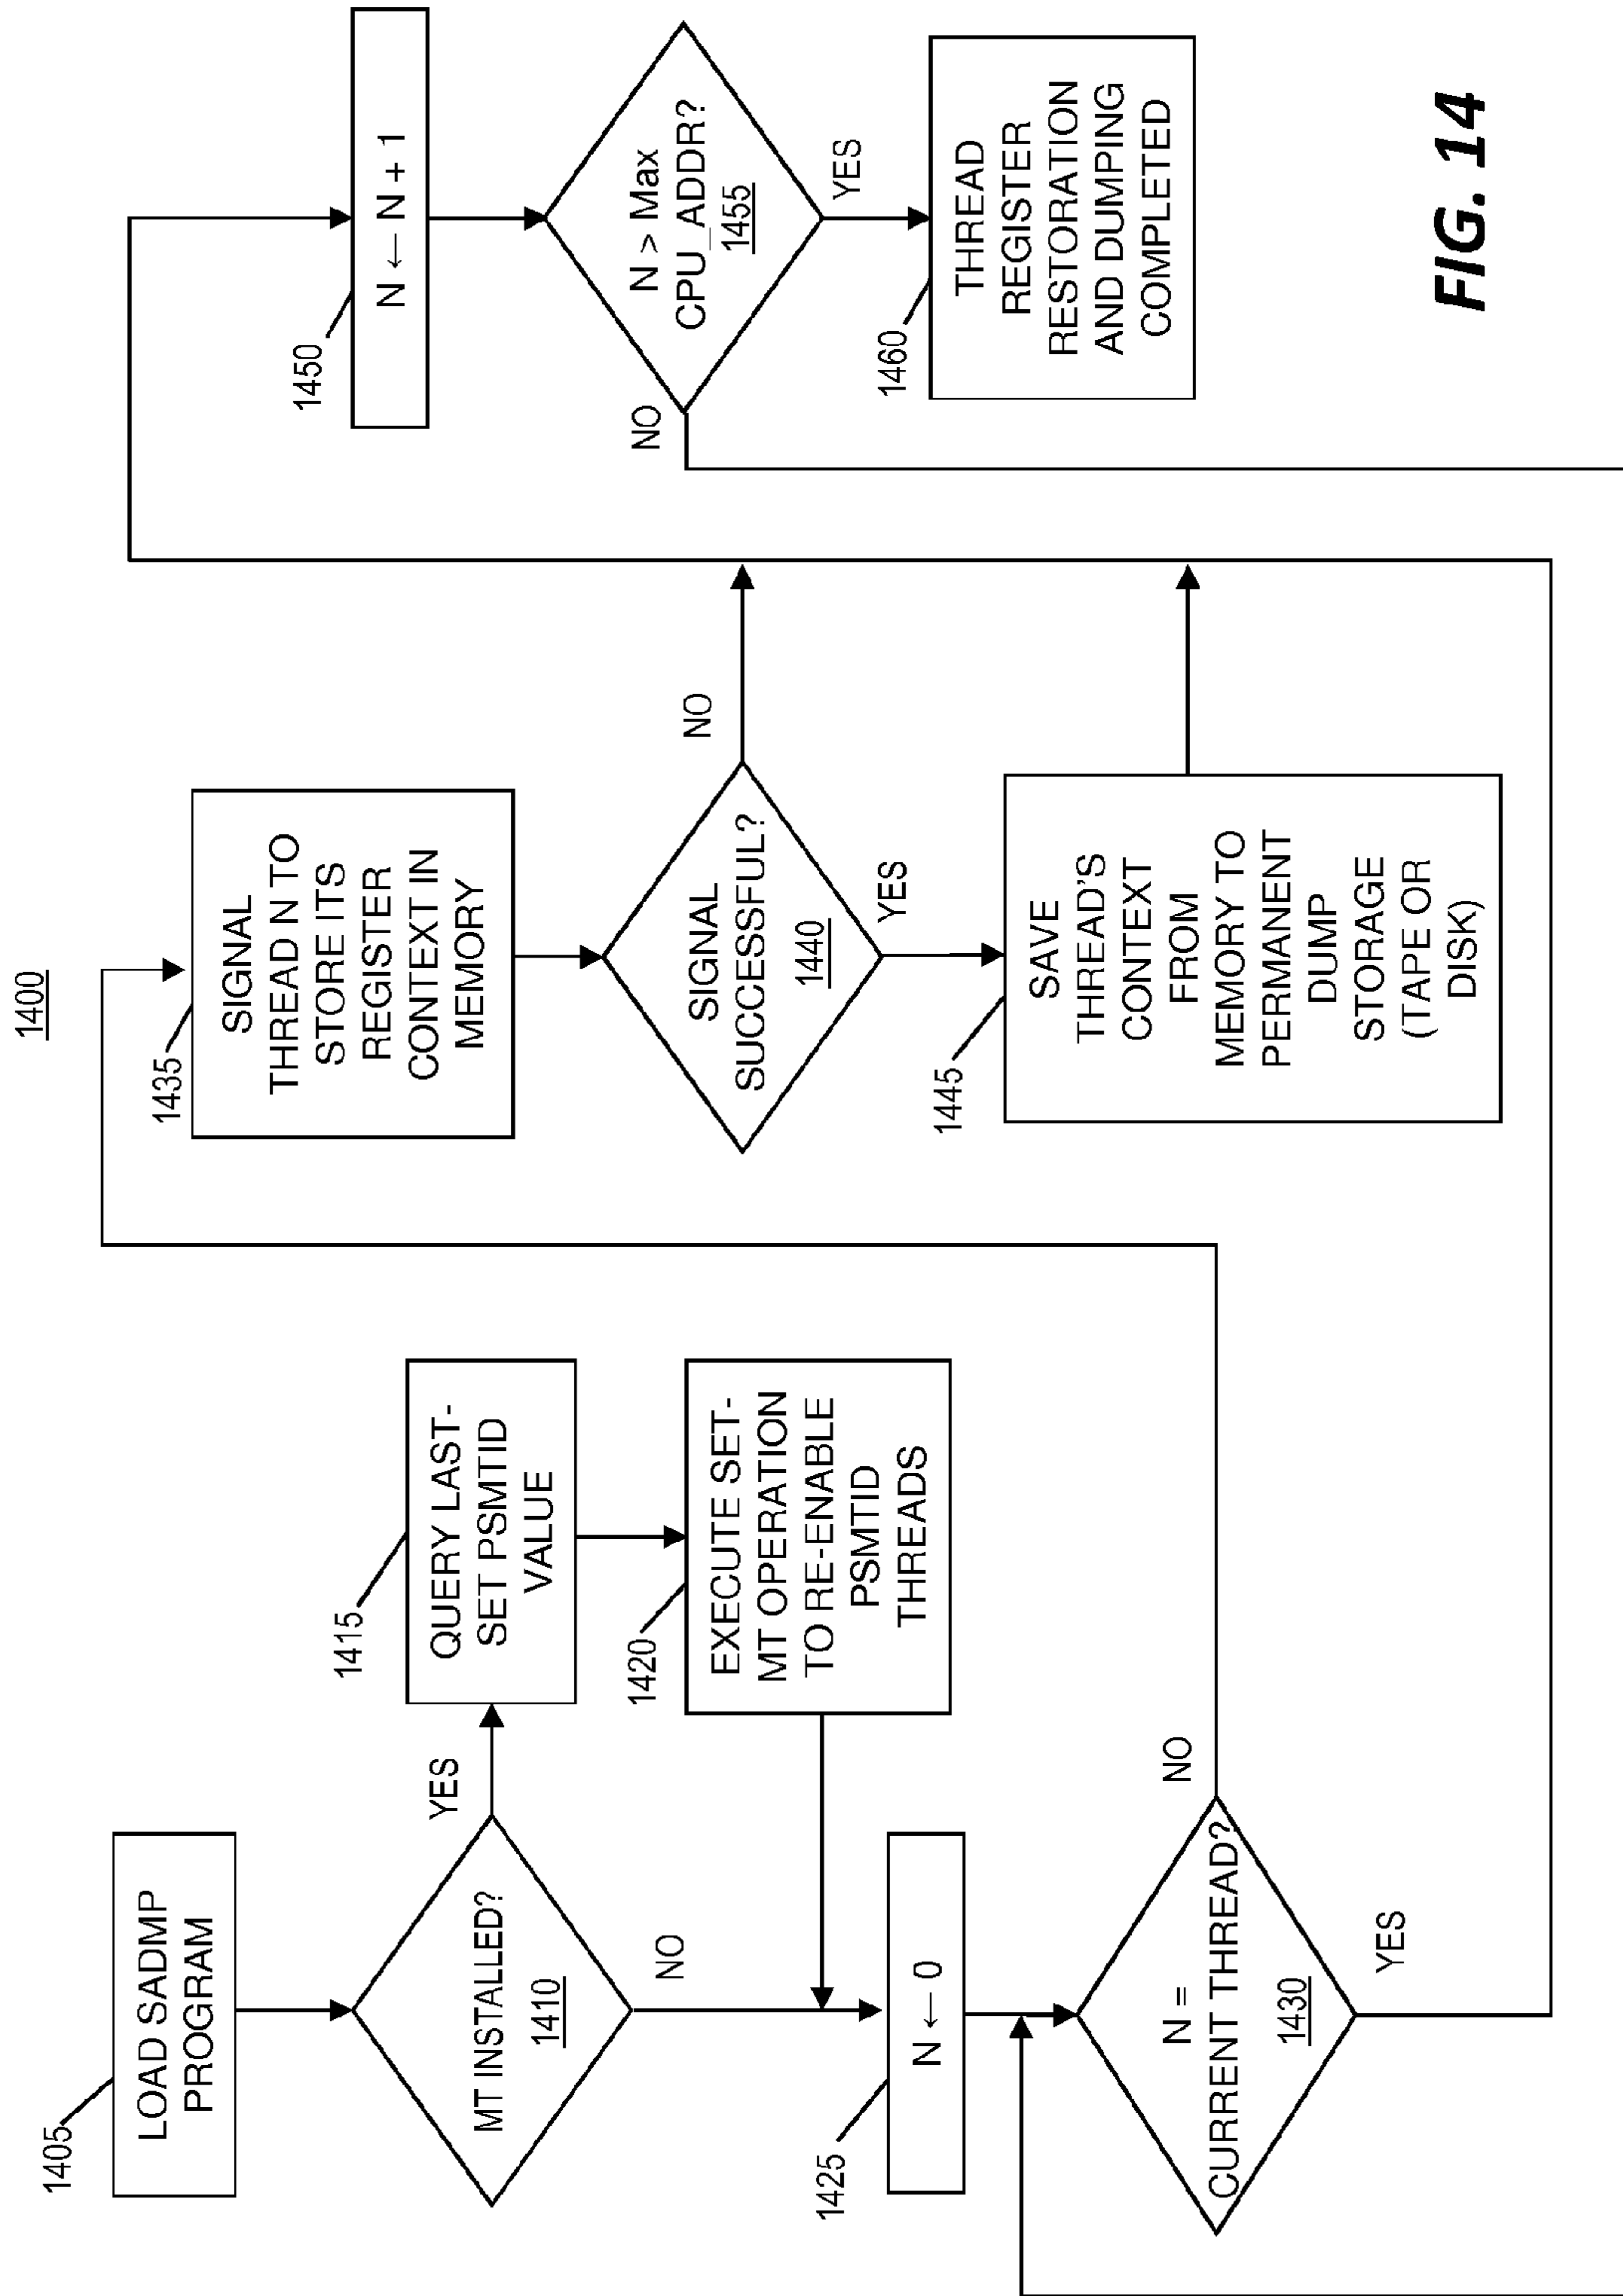 1400
1405
LOAD SADMP
PROGRAM
MT INSTALLED?
1410
YES
NO
1415
QUERY LAST-
SET PSMTID
VALUE
1420
EXECUTE SET-
MT OPERATION
TO RE-ENABLE
PSMTID
THREADS
1425
N ← 0
N =
CURRENT THREAD?
1430
NO
YES
1435
SIGNAL
THREAD N TO
STORE ITS
REGISTER
CONTEXT IN
MEMORY
SIGNAL
SUCCESSFUL?
1440
NO
YES
1445
SAVE
THREAD'S
CONTEXT
FROM
MEMORY TO
PERMANENT
DUMP
STORAGE
(TAPE OR
DISK)
1450
N ← N + 1
N > Max
CPU_ADDR?
1455
NO
YES
1460
THREAD
REGISTER
RESTORATION
AND DUMPING
COMPLETED
FIG. 14